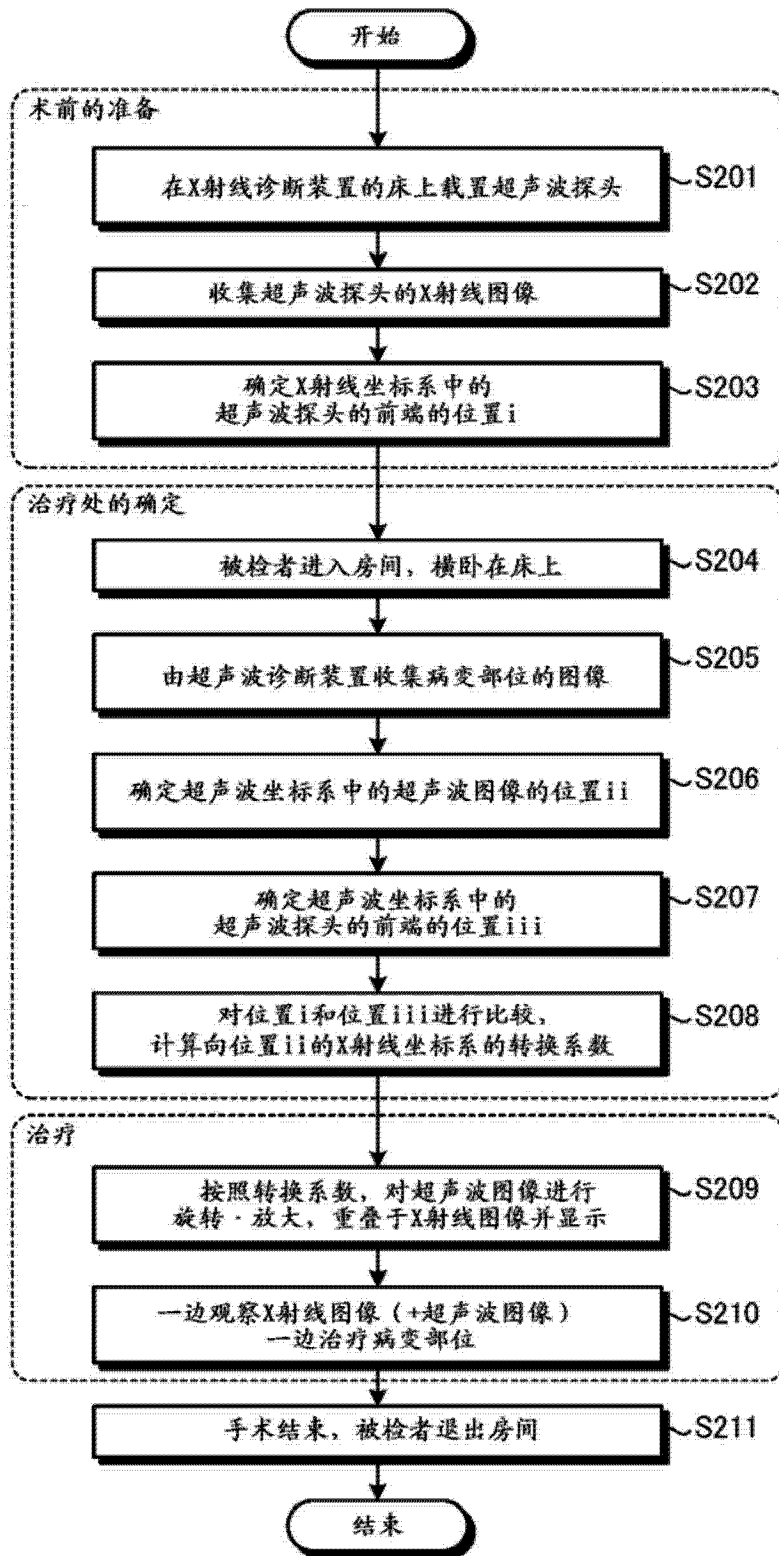 开始
术前的准备
在X射线诊断装置的床上载置超声波探头
S201
收集超声波探头的X射线图像
S202
确定X射线坐标系中的
超声波探头的前端的位置i
S203
治疗处的确定
被检者进入房间，横卧在床上
S204
由超声波诊断装置收集病变部位的图像
S205
确定超声波坐标系中的超声波图像的位置ii
S206
确定超声波坐标系中的
超声波探头的前端的位置iii
S207
对位置i和位置iii进行比较，
计算向位置ii的X射线坐标系的转换系数
S208
治疗
按照转换系数，对超声波图像进行
旋转·放大，重叠于X射线图像并显示
S209
一边观察X射线图像（+超声波图像）
一边治疗病变部位
S210
手术结束，被检者退出房间
S211
结束